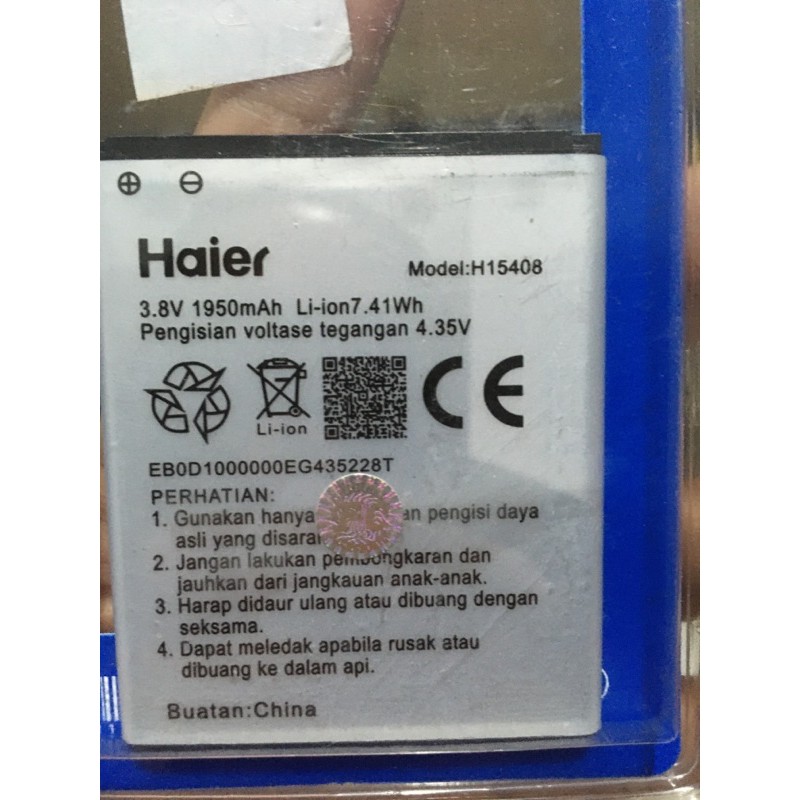 Haier
Model:H15408
3.8V 1950mAh Li-ion7.41Wh
Pengisian voltase tegangan 4.35V
Li-ion
CE
EB0D1000000EG435228T
PERHATIAN:
1. Gunakan hanya pengisi daya
asli yang
2. Jangan lakukan pembongkaran dan
jauhkan dari jangkauan anak-anak.
3. Harap didaur ulang atau dibuang dengan
seksama.
4. Dapat meledak apabila rusak atau
dibuang ke dalam api.
Buatan:China